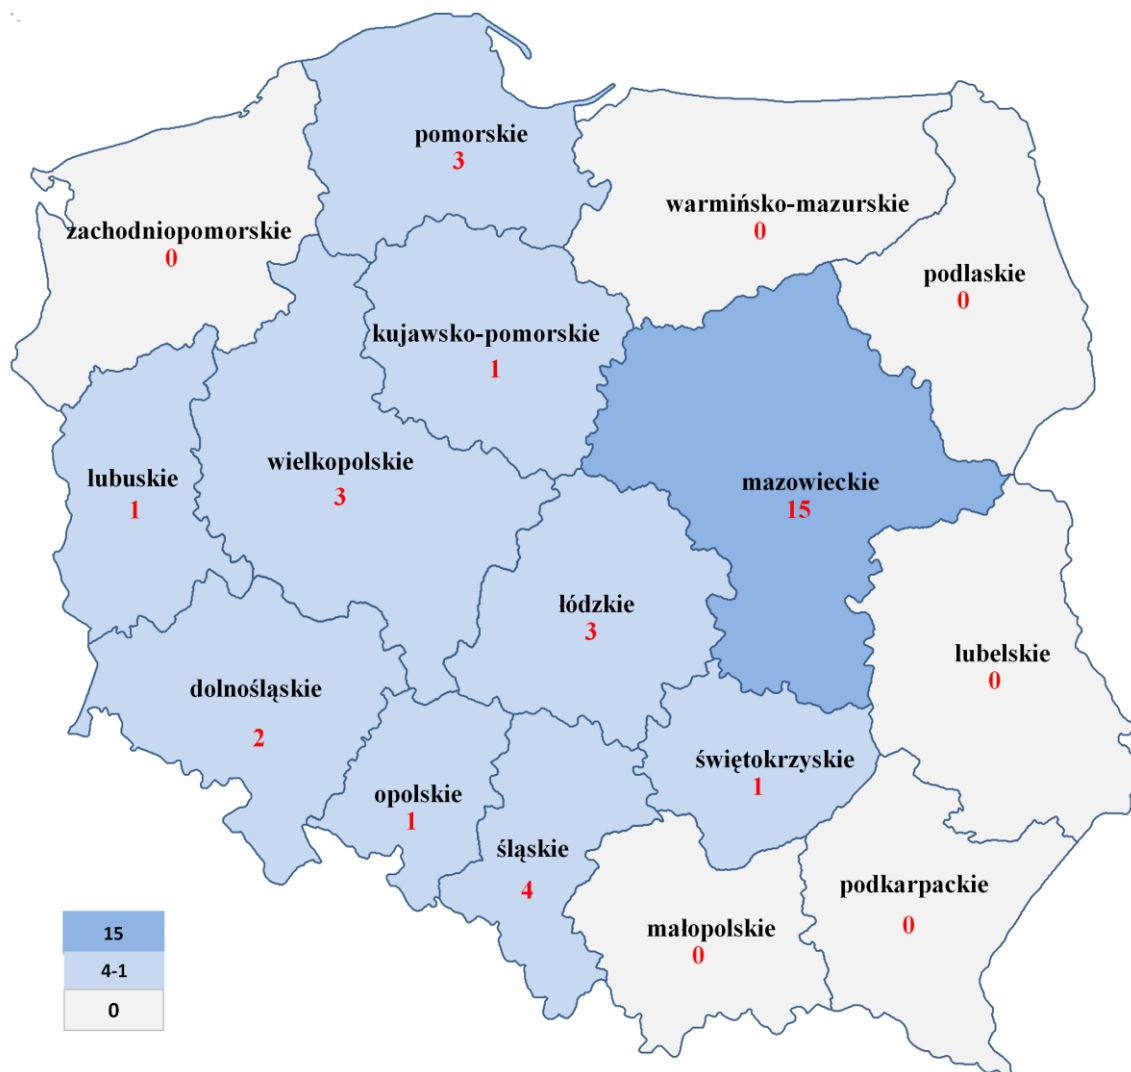 pomorskie
3
warmińsko-mazurskie
0
zachodniopomorskie
0
podlaskie
0
kujawsko-pomorskie
1
lubuskie
1
wielkopolskie
3
mazowieckie
15
łódzkie
3
lubelskie
0
dolnośląskie
2
świętokrzyskie
1
opolskie
1
śląskie
4
małopolskie
0
podkarpackie
0
15
4-1
0